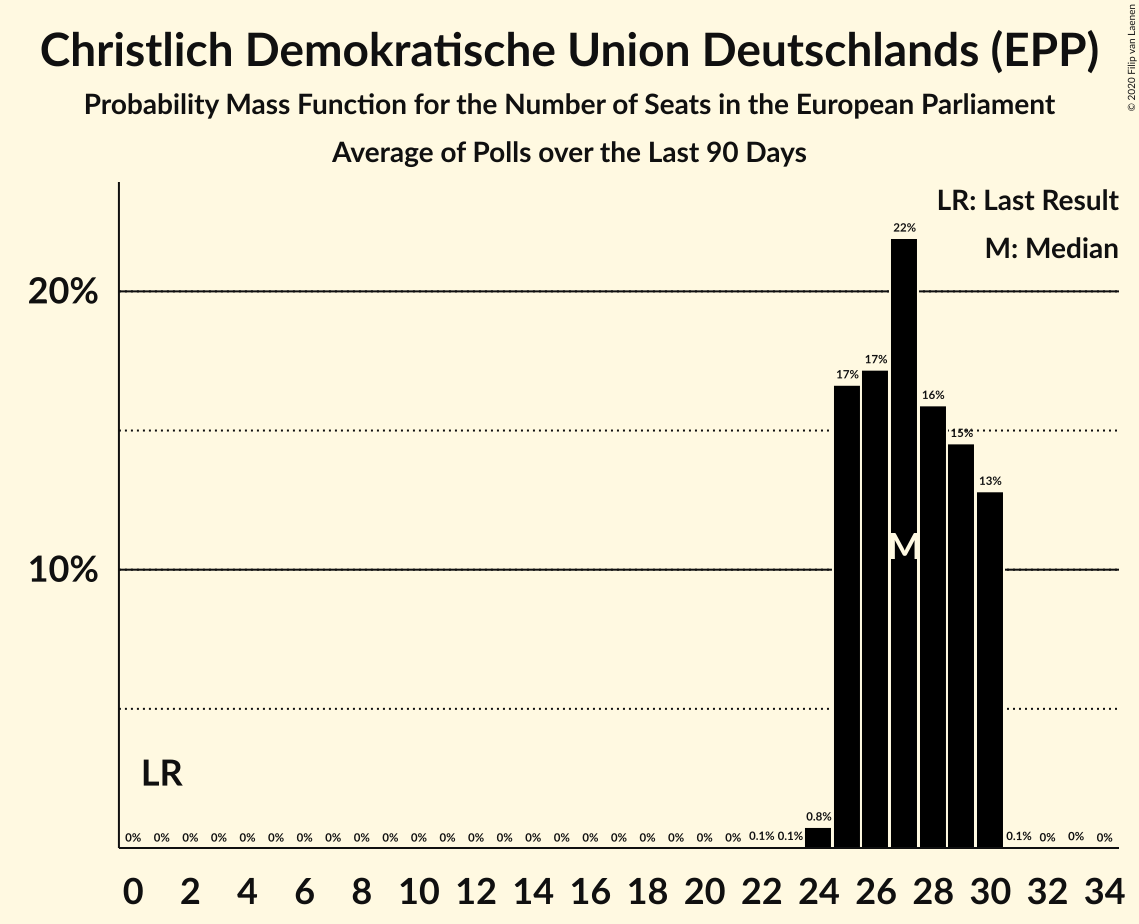 Christlich Demokratische Union Deutschlands (EPP)
Probability Mass Function for the Number of Seats in the European Parliament
Average of Polls over the Last 90 Days
© 2020 Filip van Laenen
LR: Last Result
M: Median
22%
20%
17% 17%
16%
15%
13%
M
10%
LR
0% 0% 0% 0% 0% 0% 0% 0% 0% 0% 0% 0% 0% 0% 0% 0% 0% 0% 0% 0% 0% 0% 0.1% 0.1% 0.8% 0.1% 0% 0% 0%
0 2 4 6 8 10 12 14 16 18 20 22 24 26 28 30 32 34